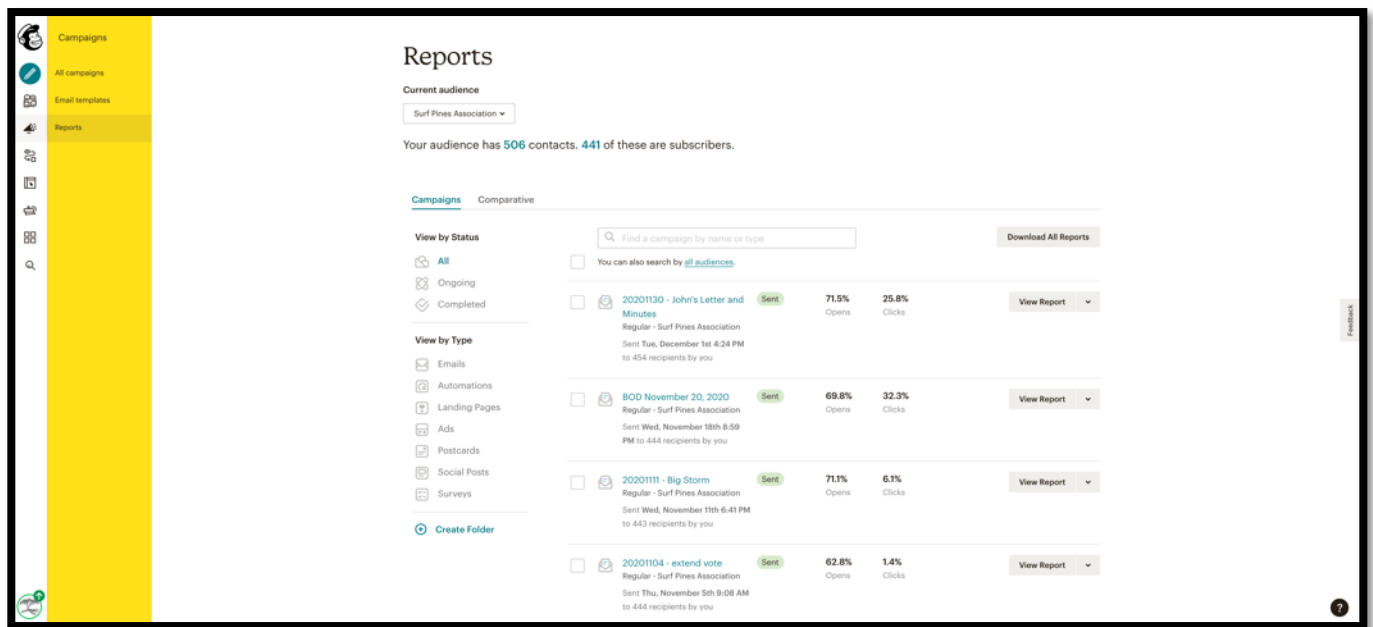 Campaigns
All campaigns
Email templates
Reports
Reports
Current audience
Surf Pines Association
Your audience has 506 contacts. 441 of these are subscribers.
Campaigns Comparative
View by Status
All
Ongoing
Completed
View by Type
Emails
Automations
Landing Pages
Ads
Postcards
Social Posts
Surveys
Create Folder
Find a campaign by name or type
Download All Reports
You can also search by all audiences.
20201130 - John's Letter and
Minutes
Regular - Surf Pines Association
Sent Tue, December 1st 4:24 PM
to 454 recipients by you
Sent
71.5%
Opens
25.8%
Clicks
View Report
BOD November 20, 2020
Regular - Surf Pines Association
Sent Wed, November 18th 8:59
PM to 444 recipients by you
Sent
69.8%
Opens
32.3%
Clicks
View Report
20201111 - Big Storm
Regular - Surf Pines Association
Sent Wed, November 11th 6:41 PM
to 443 recipients by you
Sent
71.1%
Opens
6.1%
Clicks
View Report
20201104 - extend vote
Regular - Surf Pines Association
Sent Thu, November 5th 9:08 AM
to 444 recipients by you
Sent
62.8%
Opens
1.4%
Clicks
View Report
Feedback
?